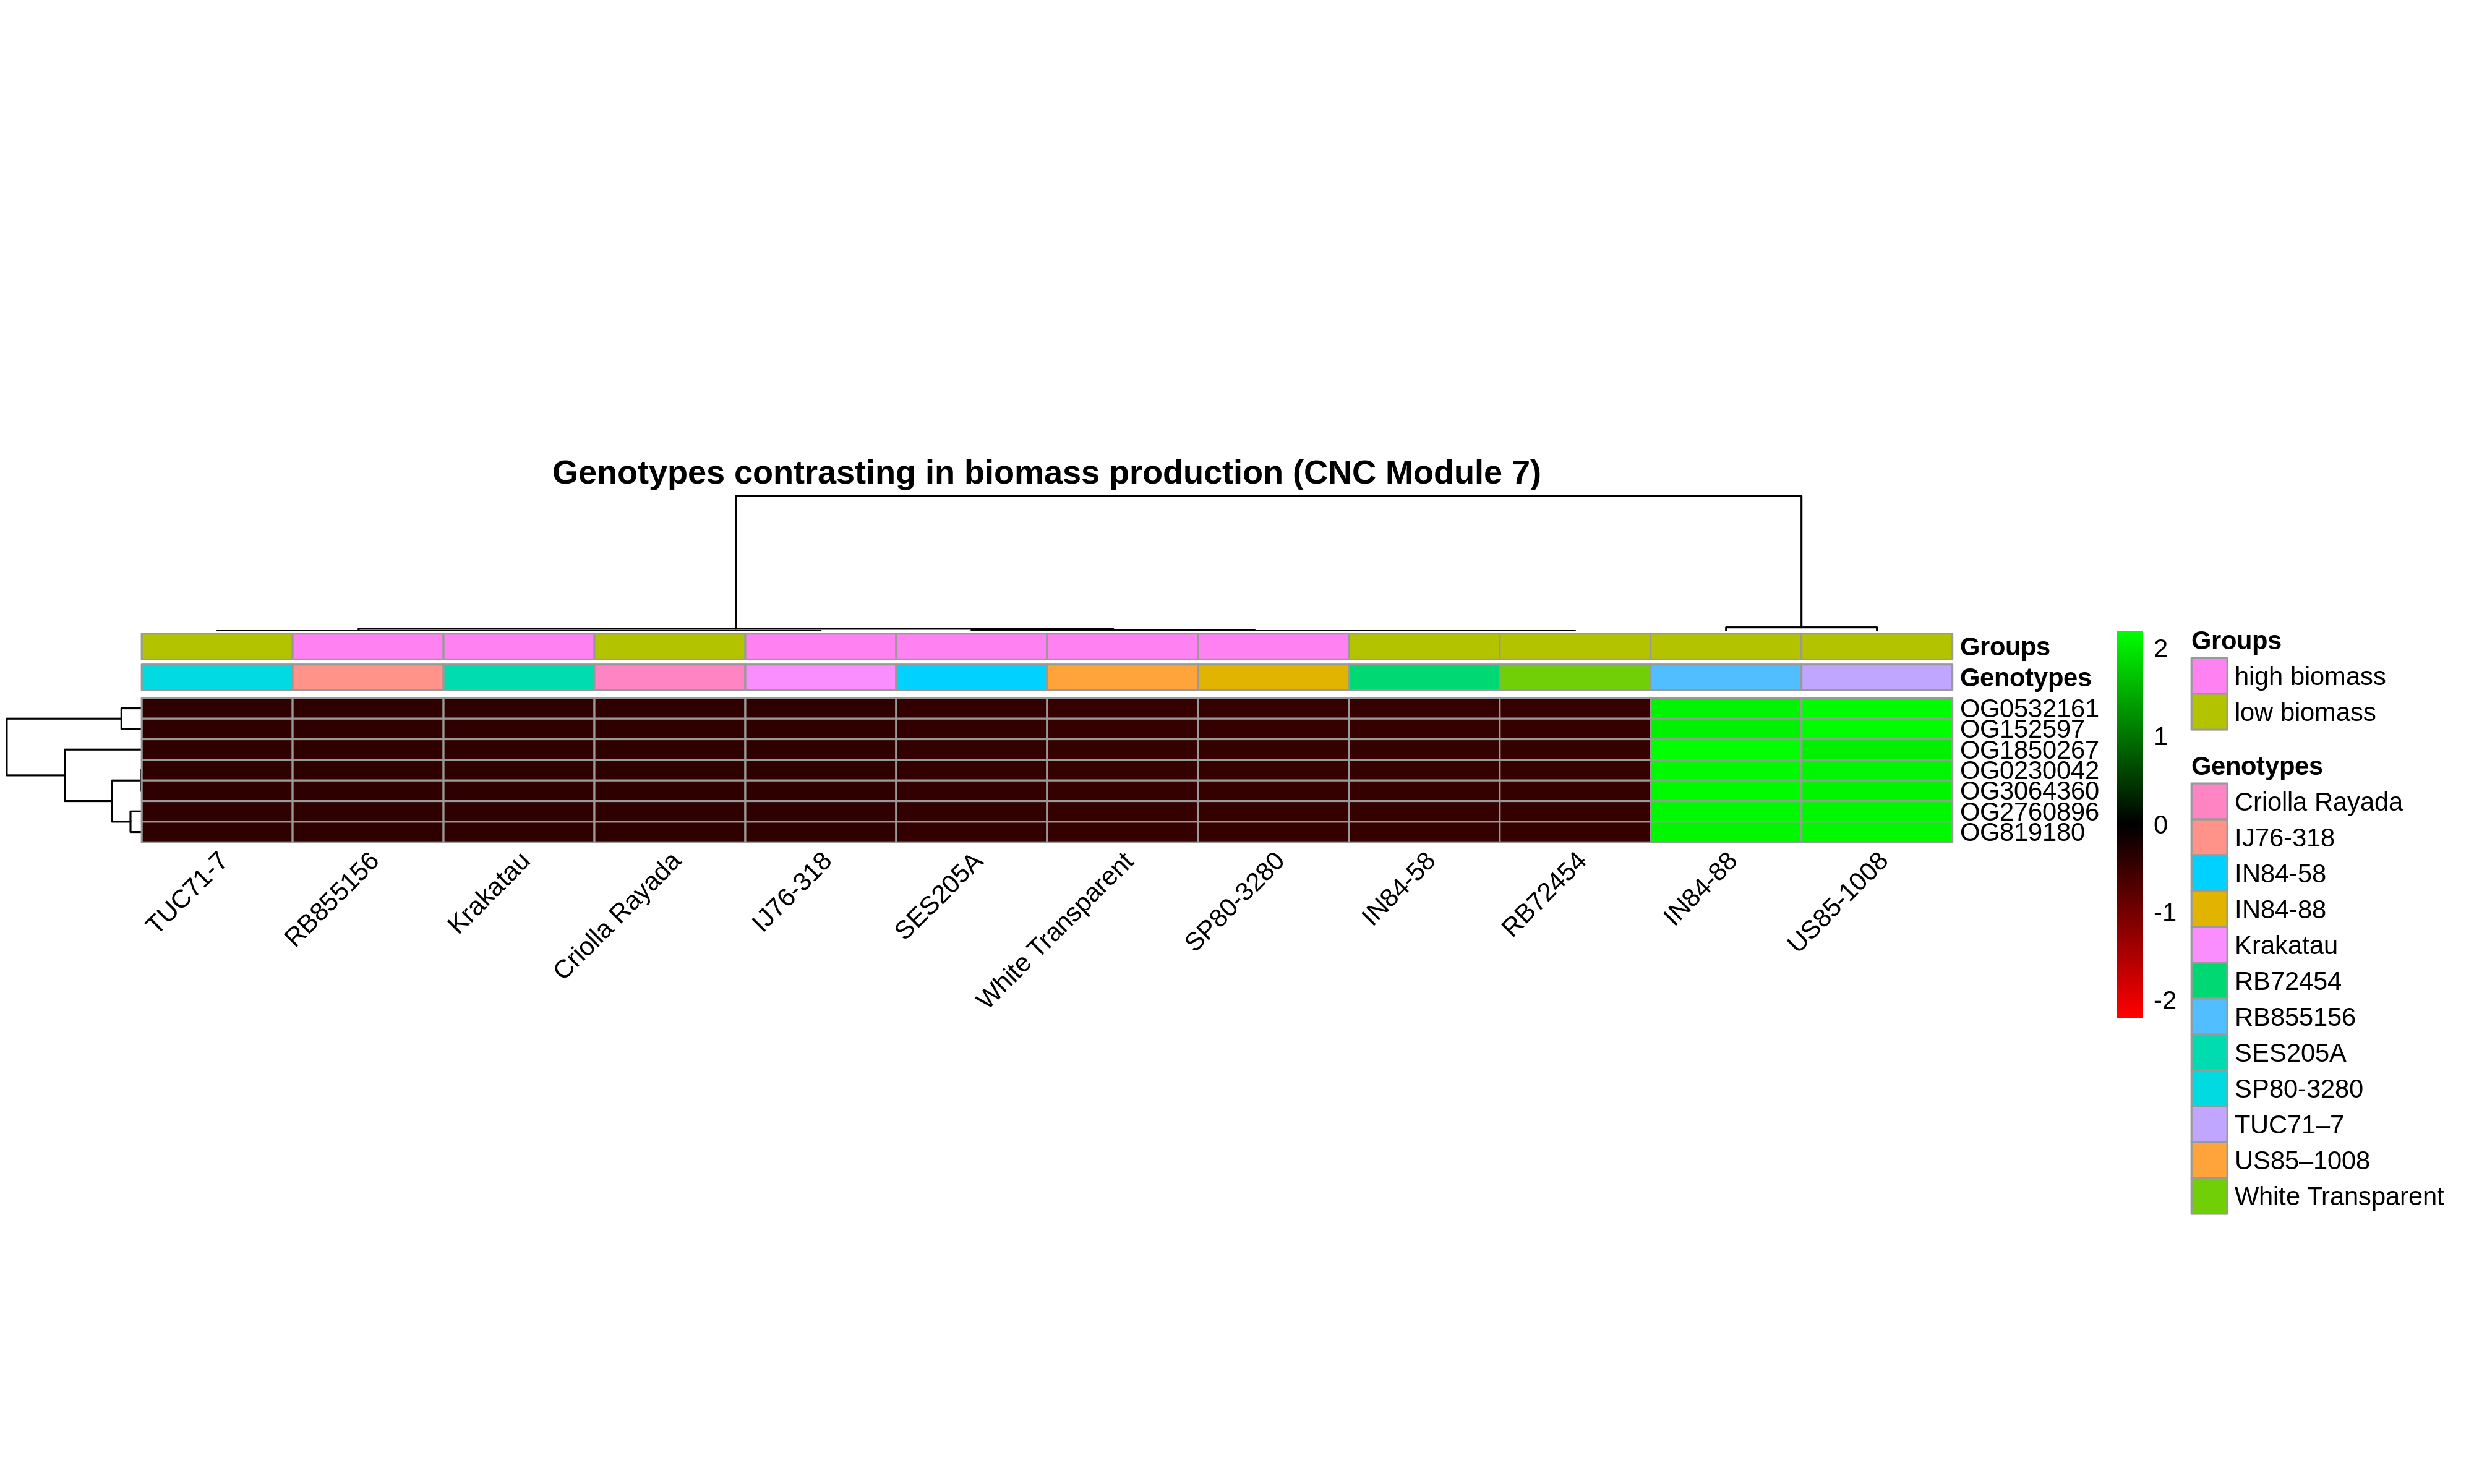 Genotypes contrasting in biomass production (CNC Module 7)
Groups
Genotypes
OG0532161
OG152597
OG1850267
OG0230042
OG3064360
OG2760896
OG819180
TUC71-7
RB855156
Krakatau
Criolla Rayada
IJ76-318
SES205A
White Transparent
SP80-3280
IN84-58
RB72454
IN84-88
US85-1008
2
1
0
-1
-2
Groups
high biomass
low biomass
Genotypes
Criolla Rayada
IJ76-318
IN84-58
IN84-88
Krakatau
RB72454
RB855156
SES205A
SP80-3280
TUC71–7
US85–1008
White Transparent